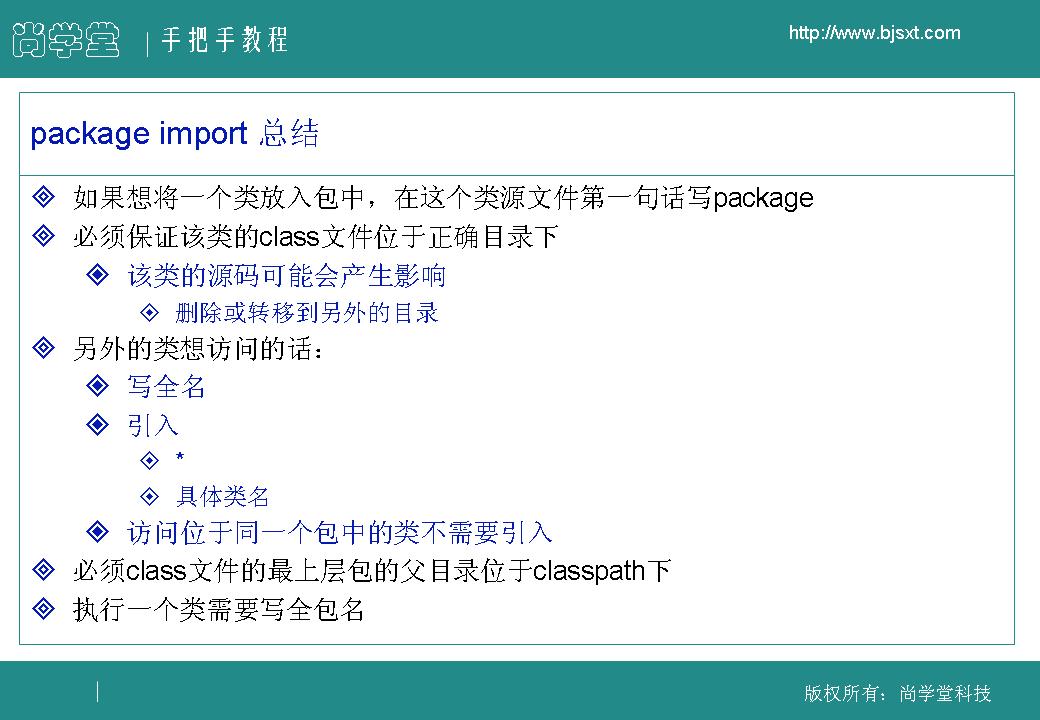 尚学堂 手把手教程
http://www.bjsxt.com
package import 总结
如果想将一个类放入包中，在这个类源文件第一句话写package
必须保证该类的class文件位于正确目录下
该类的源码可能会产生影响
删除或转移到另外的目录
另外的类想访问的话：
写全名
引入
*
具体类名
访问位于同一个包中的类不需要引入
必须class文件的最上层包的父目录位于classpath下
执行一个类需要写全包名
版权所有：尚学堂科技